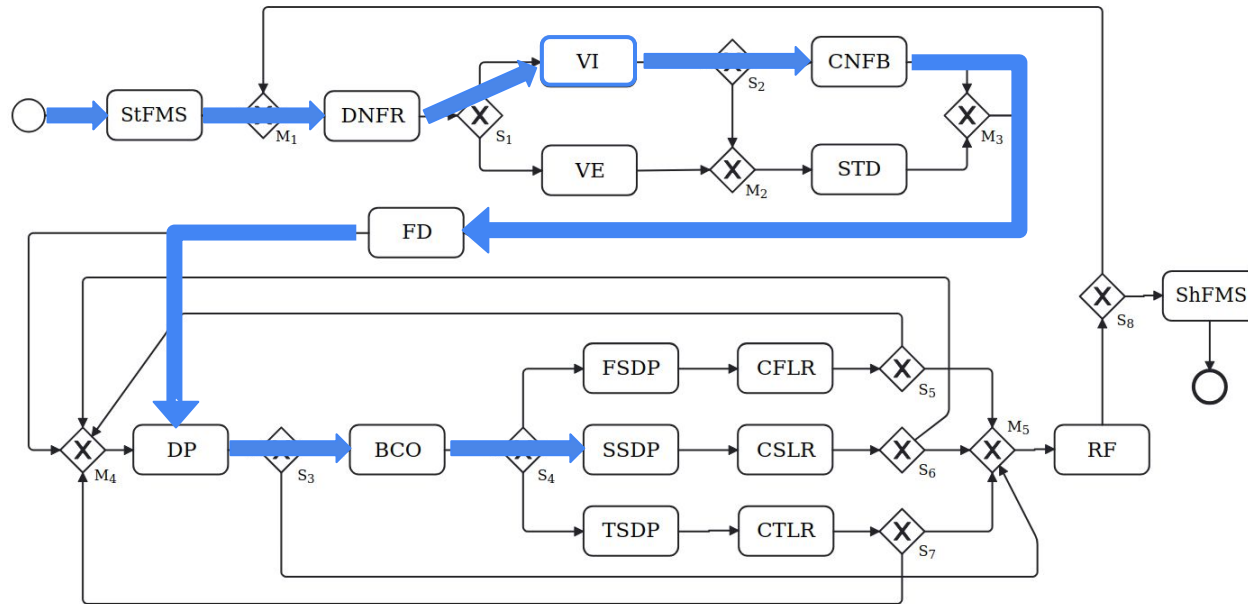 VI
CNFB
S2
StFMS
M1
DNFR
S1
M3
VE
M2
STD
FD
ShFMS
S8
FSDP
CFLR
S5
M4
DP
S3
BCO
S4
SSDP
CSLR
S6
M5
RF
TSDP
CTLR
S7